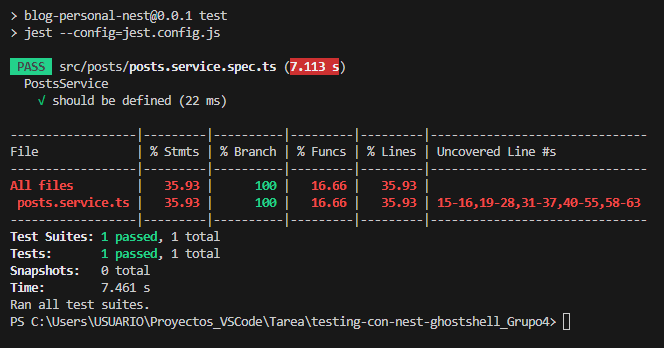 > blog-personal-nest@0.0.1 test
> jest --config=jest.config.js
PASS src/posts/posts.service.spec.ts (7.113 s)
PostsService
√ should be defined (22 ms)
-------------------|---------|----------|---------|---------|-------------------------------
File               | % Stmts | % Branch | % Funcs | % Lines | Uncovered Line #s
-------------------|---------|----------|---------|---------|-------------------------------
All files          |   35.93 |      100 |   16.66 |   35.93 |
 posts.service.ts  |   35.93 |      100 |   16.66 |   35.93 | 15-16,19-28,31-37,40-55,58-63
-------------------|---------|----------|---------|---------|-------------------------------
Test Suites: 1 passed, 1 total
Tests:       1 passed, 1 total
Snapshots:   0 total
Time:        7.461 s
Ran all test suites.
PS C:\Users\USUARIO\Proyectos_VSCode\Tarea\testing-con-nest-ghostshell_Grupo4>